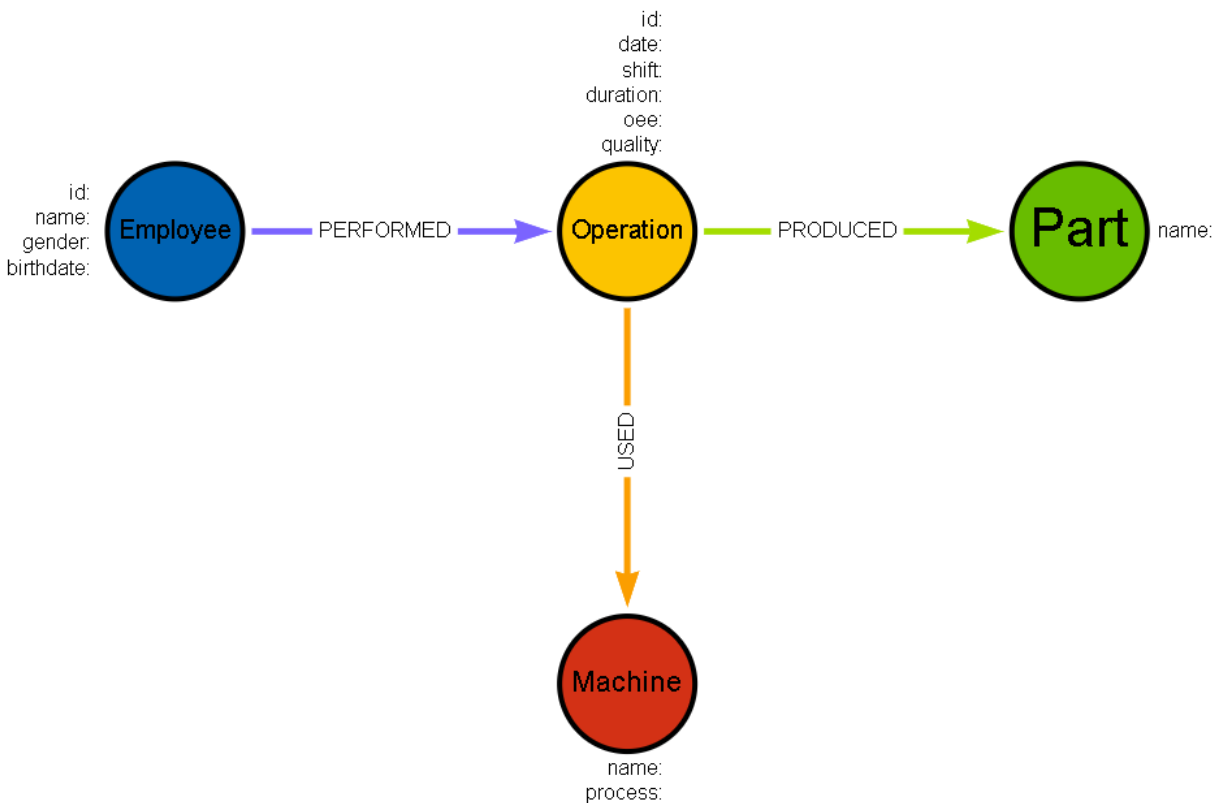 id:
date:
shift:
duration:
oee:
quality:
id:
name:
gender:
birthdate:
Employee
PERFORMED
Operation
PRODUCED
Part
name:
USED
Machine
name:
process: